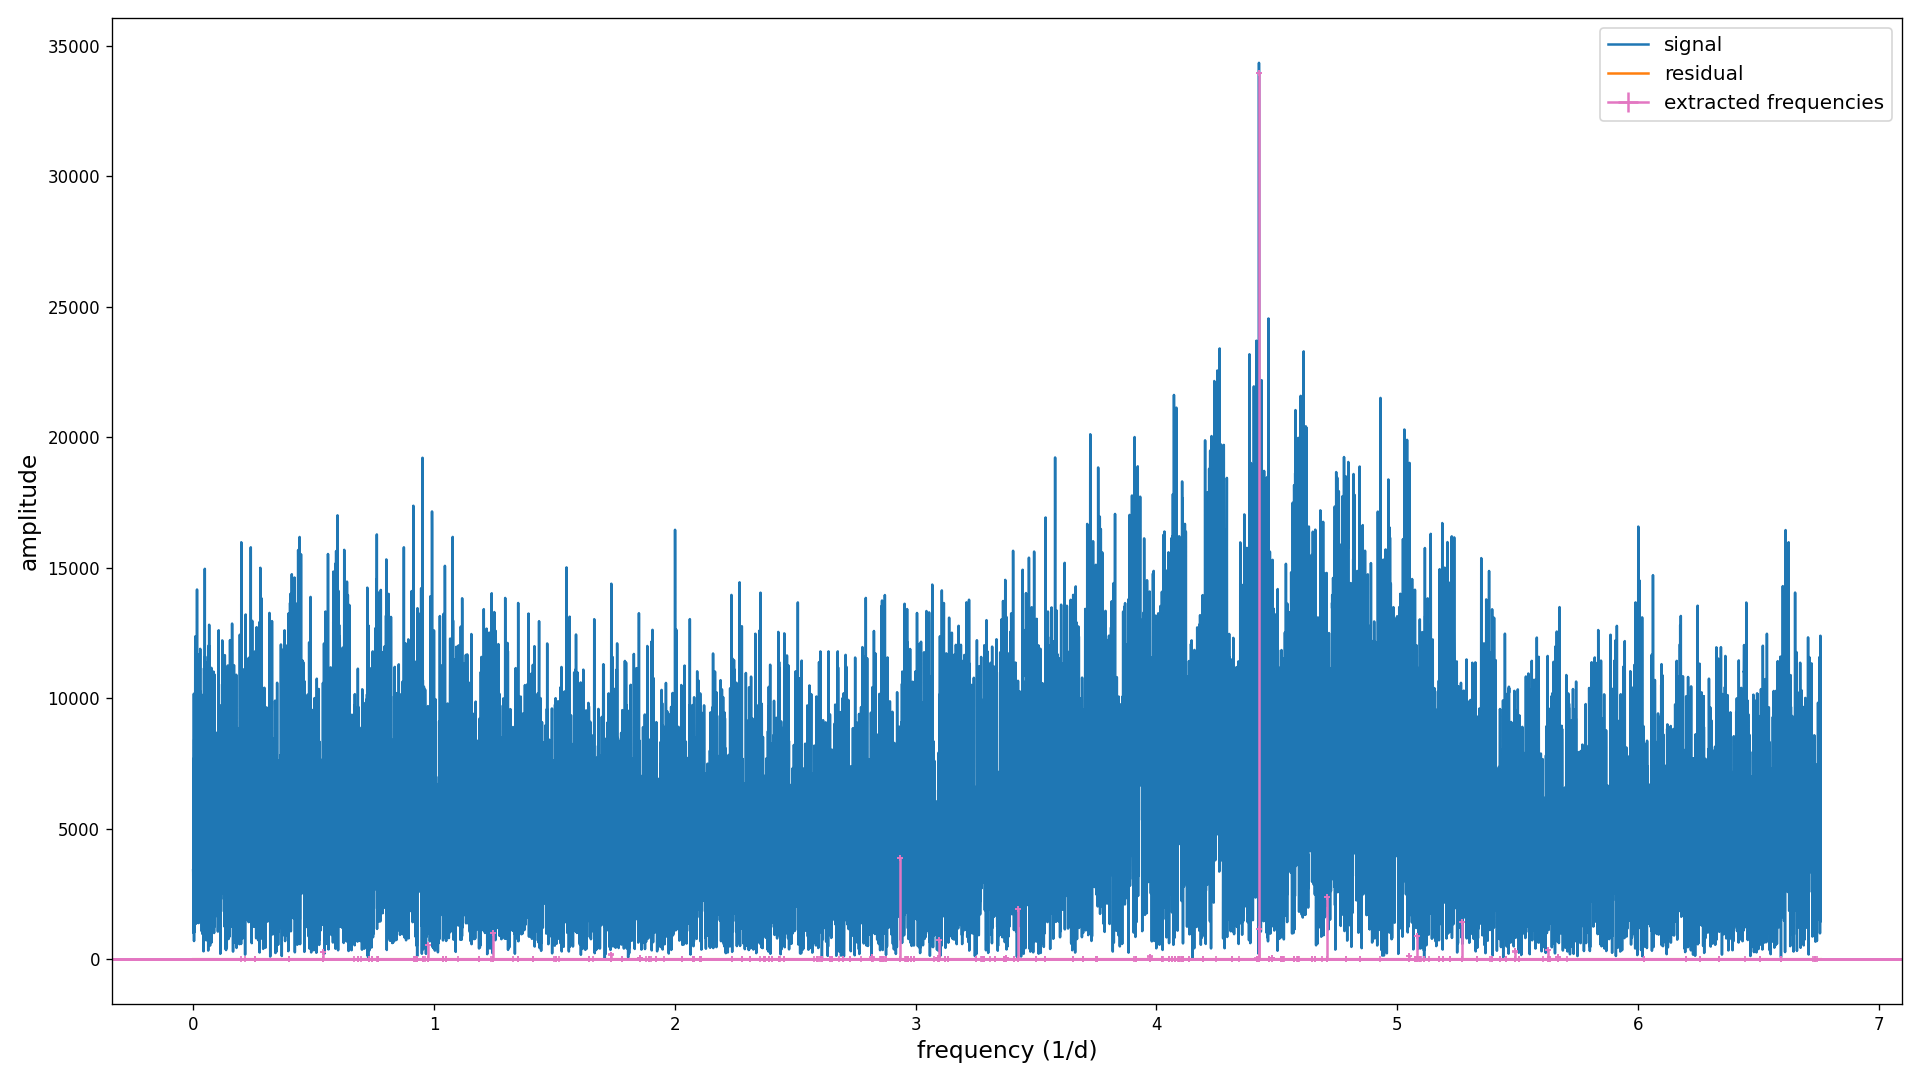 35000
30000
25000
20000
15000
10000
5000
0
amplitude
signal
residual
extracted frequencies
0 1 2 3 4 5 6 7
frequency (1/d)